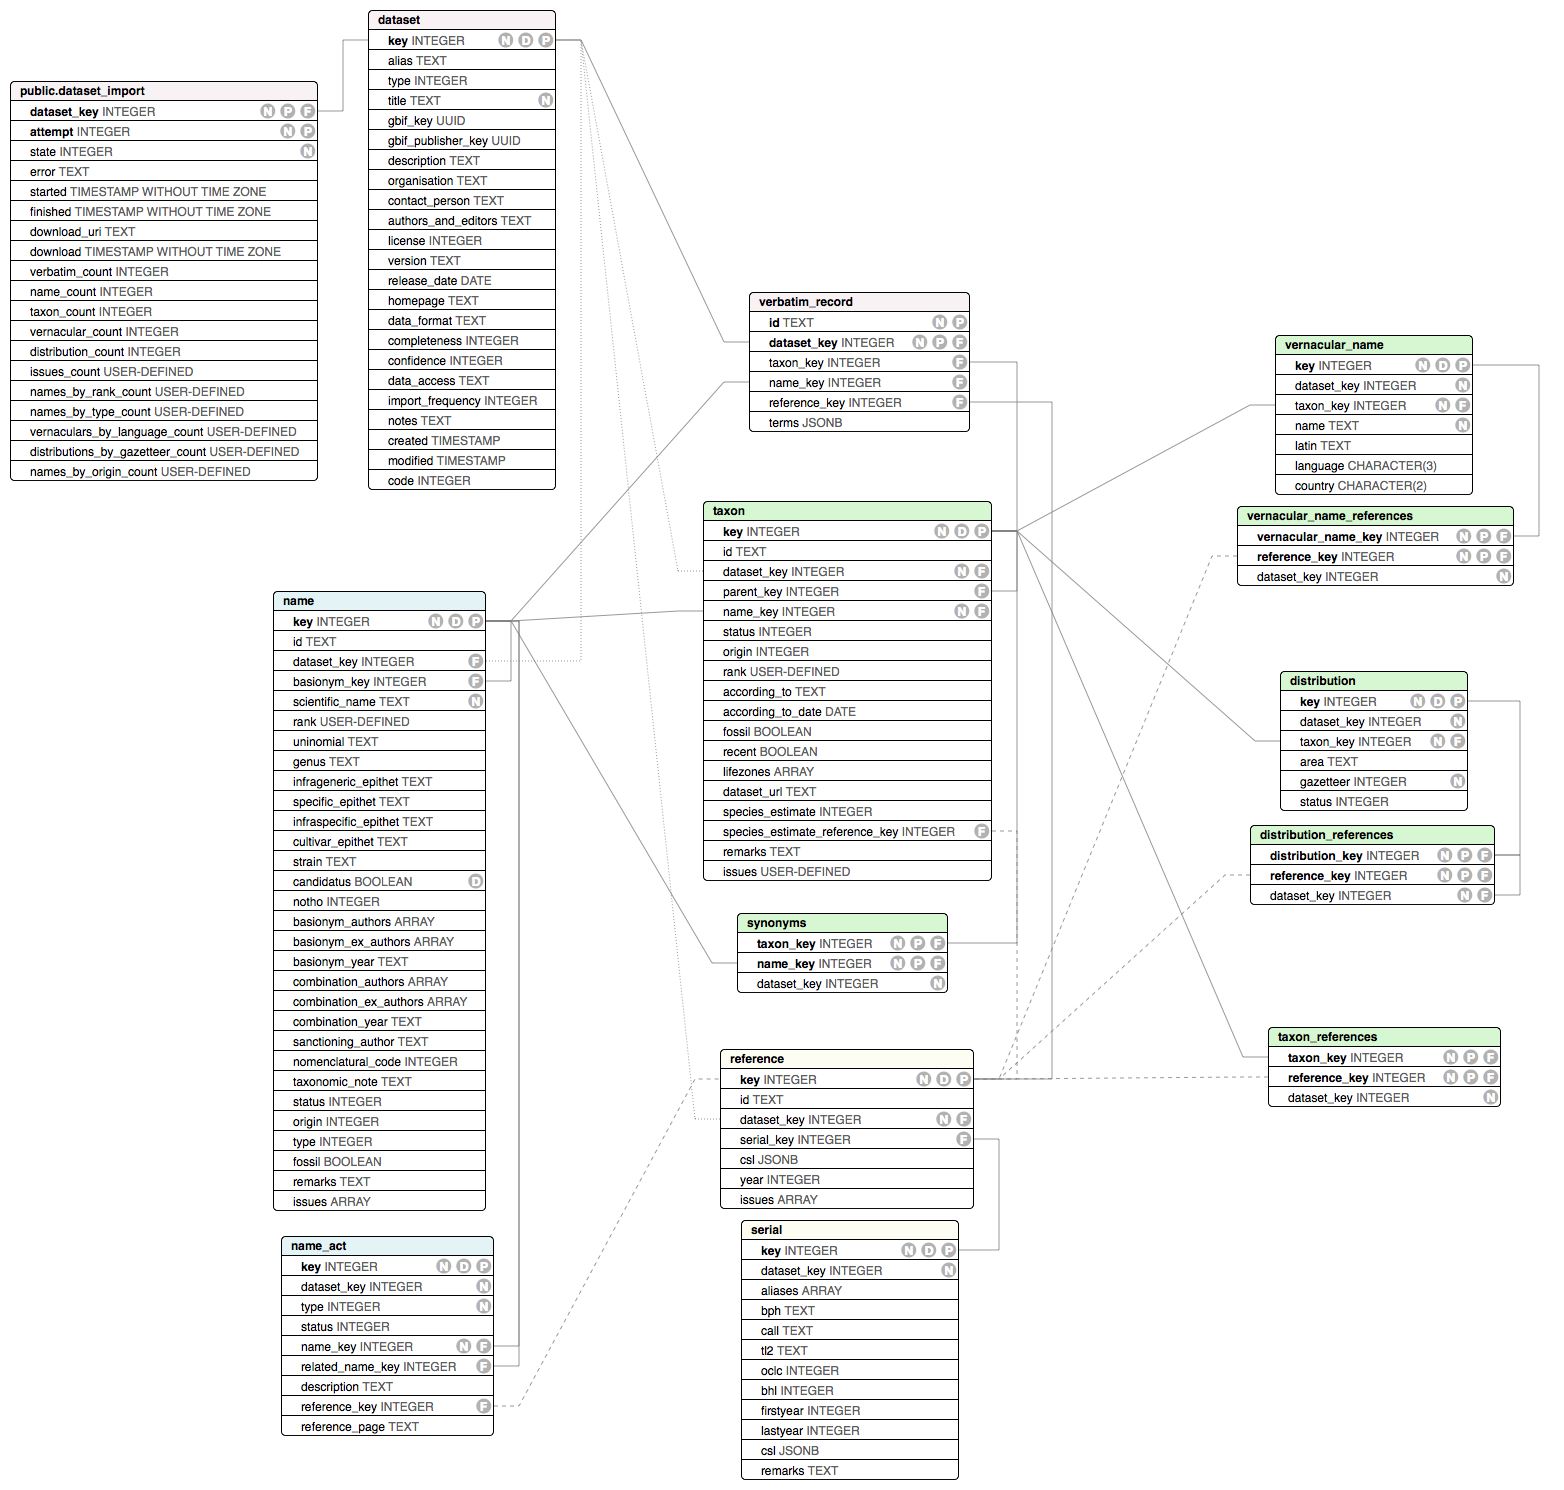 dataset
key INTEGER N D P
alias TEXT
type INTEGER
title TEXT N
gbif_key UUID
gbif_publisher_key UUID
description TEXT
organisation TEXT
contact_person TEXT
authors_and_editors TEXT
license INTEGER
version TEXT
release_date DATE
homepage TEXT
data_format TEXT
completeness INTEGER
confidence INTEGER
data_access TEXT
import_frequency INTEGER
notes TEXT
created TIMESTAMP
modified TIMESTAMP
code INTEGER
public.dataset_import
dataset_key INTEGER N P F
attempt INTEGER N P
state INTEGER N
error TEXT
started TIMESTAMP WITHOUT TIME ZONE
finished TIMESTAMP WITHOUT TIME ZONE
download_uri TEXT
download TIMESTAMP WITHOUT TIME ZONE
verbatim_count INTEGER
name_count INTEGER
taxon_count INTEGER
vernacular_count INTEGER
distribution_count INTEGER
issues_count USER-DEFINED
names_by_rank_count USER-DEFINED
names_by_type_count USER-DEFINED
vernaculars_by_language_count USER-DEFINED
distributions_by_gazetteer_count USER-DEFINED
names_by_origin_count USER-DEFINED
verbatim_record
id TEXT N P
dataset_key INTEGER N P F
taxon_key INTEGER F
name_key INTEGER F
reference_key INTEGER F
terms JSONB
vernacular_name
key INTEGER N D P
dataset_key INTEGER N
taxon_key INTEGER N F
name TEXT N
latin TEXT
language CHARACTER(3)
country CHARACTER(2)
vernacular_name_references
vernacular_name_key INTEGER N P F
reference_key INTEGER N P F
dataset_key INTEGER N
taxon
key INTEGER N D P
id TEXT
dataset_key INTEGER N F
parent_key INTEGER F
name_key INTEGER N F
status INTEGER
origin INTEGER
rank USER-DEFINED
according_to TEXT
according_to_date DATE
fossil BOOLEAN
recent BOOLEAN
lifezones ARRAY
dataset_url TEXT
species_estimate INTEGER
species_estimate_reference_key INTEGER F
remarks TEXT
issues USER-DEFINED
name
key INTEGER N D P
id TEXT
dataset_key INTEGER F
basionym_key INTEGER F
scientific_name TEXT N
rank USER-DEFINED
uninomial TEXT
genus TEXT
infrageneric_epithet TEXT
specific_epithet TEXT
infraspecific_epithet TEXT
cultivar_epithet TEXT
strain TEXT
candidatus BOOLEAN D
notho INTEGER
basionym_authors ARRAY
basionym_ex_authors ARRAY
basionym_year TEXT
combination_authors ARRAY
combination_ex_authors ARRAY
combination_year TEXT
sanctioning_author TEXT
nomenclatural_code INTEGER
taxonomic_note TEXT
status INTEGER
origin INTEGER
type INTEGER
fossil BOOLEAN
remarks TEXT
issues ARRAY
distribution
key INTEGER N D P
dataset_key INTEGER N
taxon_key INTEGER N F
area TEXT
gazetteer INTEGER N
status INTEGER
distribution_references
distribution_key INTEGER N P F
reference_key INTEGER N P F
dataset_key INTEGER N F
synonyms
taxon_key INTEGER N P F
name_key INTEGER N P F
dataset_key INTEGER N
taxon_references
taxon_key INTEGER N P F
reference_key INTEGER N P F
dataset_key INTEGER N
reference
key INTEGER N D P
id TEXT
dataset_key INTEGER N F
serial_key INTEGER F
csl JSONB
year INTEGER
issues ARRAY
serial
key INTEGER N D P
dataset_key INTEGER N
aliases ARRAY
bph TEXT
call TEXT
tl2 TEXT
oclc INTEGER
bhl INTEGER
firstyear INTEGER
lastyear INTEGER
csl JSONB
remarks TEXT
name_act
key INTEGER N D P
dataset_key INTEGER N
type INTEGER N
status INTEGER
name_key INTEGER N F
related_name_key INTEGER F
description TEXT
reference_key INTEGER F
reference_page TEXT